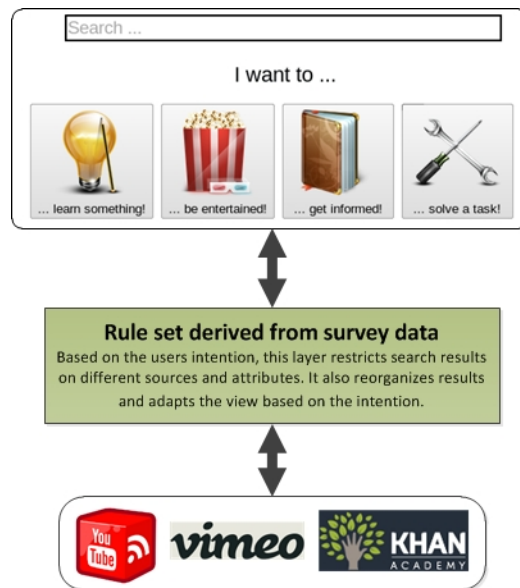 Search ...
I want to ...
... learn something!
... be entertained!
... get informed!
... solve a task!
Rule set derived from survey data
Based on the users intention, this layer restricts search results
on different sources and attributes. It also reorganizes results
and adapts the view based on the intention.
You
Tube
vimeo
KHAN
ACADEMY